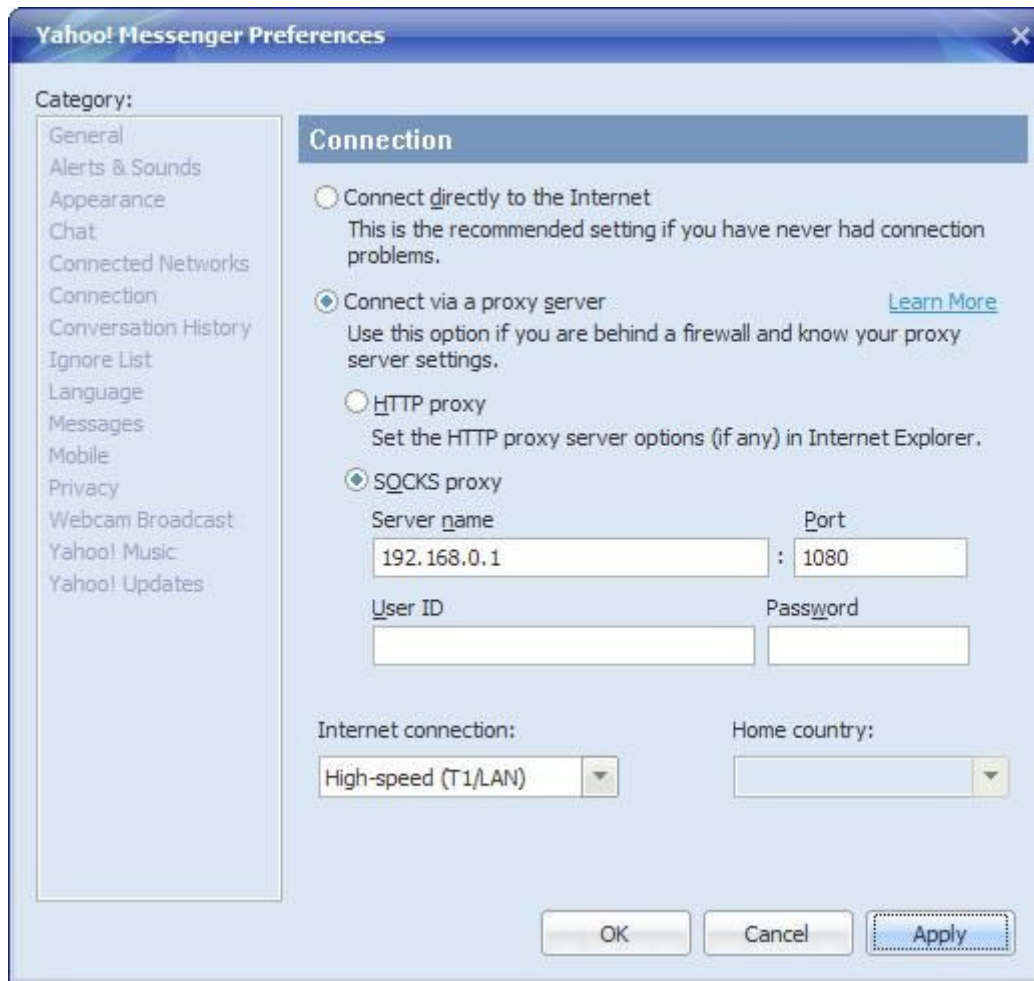 Yahoo! Messenger Preferences
Category:
General
Alerts & Sounds
Appearance
Chat
Connected Networks
Connection
Conversation History
Ignore List
Language
Messages
Mobile
Privacy
Webcam Broadcast
Yahoo! Music
Yahoo! Updates
Connection
Connect directly to the Internet
This is the recommended setting if you have never had connection
problems.
Connect via a proxy server Learn More
Use this option if you are behind a firewall and know your proxy
server settings.
HTTP proxy
Set the HTTP proxy server options (if any) in Internet Explorer.
SOCKS proxy
Server name Port
192.168.0.1 : 1080
User ID Password
Internet connection: Home country:
High-speed (T1/LAN)
OK Cancel Apply